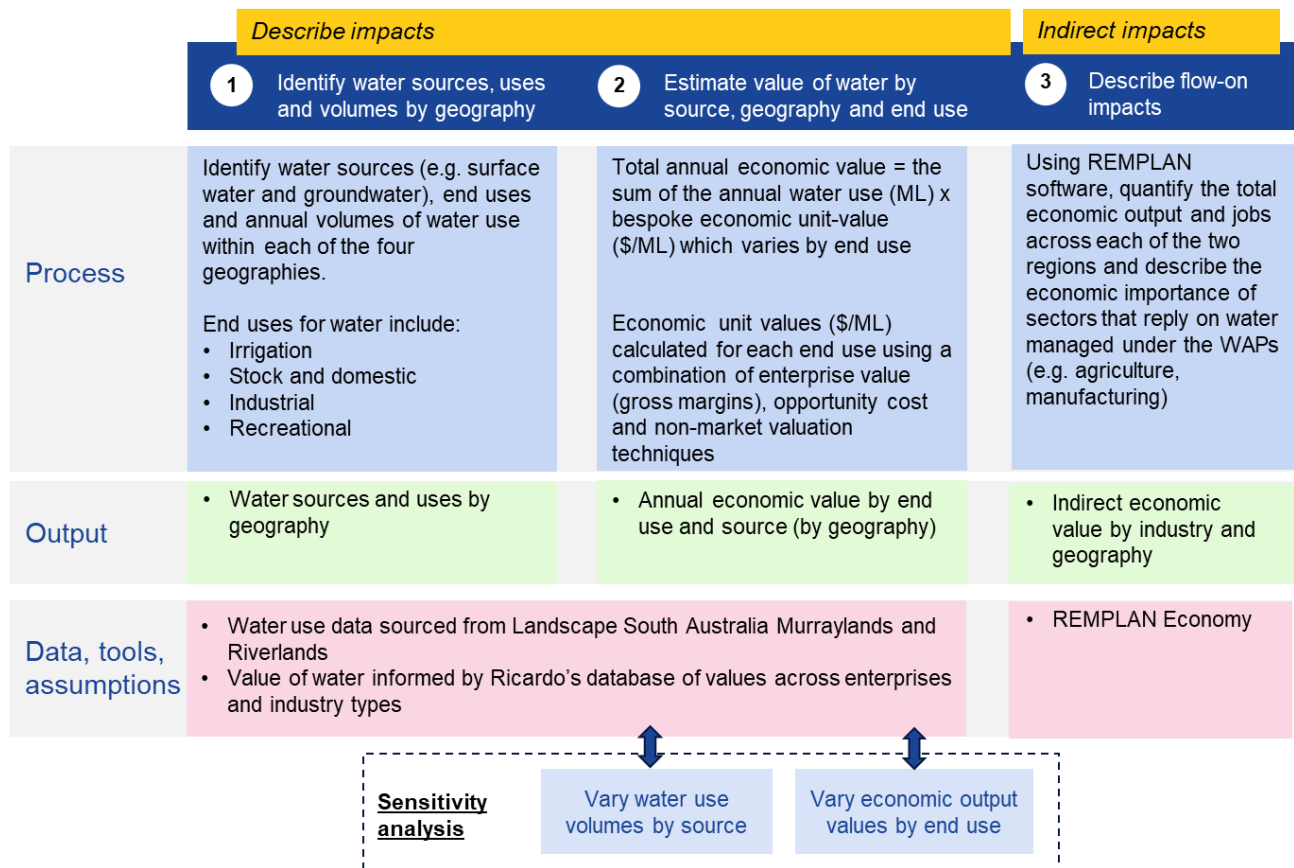 Describe impacts
Indirect impacts
1
Identify water sources, uses
and volumes by geography
2
Estimate value of water by
source, geography and end use
3
Describe flow-on
impacts
Process
Identify water sources (e.g. surface
water and groundwater), end uses
and annual volumes of water use
within each of the four
geographies.
End uses for water include:
• Irrigation
• Stock and domestic
• Industrial
• Recreational
Total annual economic value = the
sum of the annual water use (ML) x
bespoke economic unit-value
($/ML) which varies by end use
Economic unit values ($/ML)
calculated for each end use using a
combination of enterprise value
(gross margins), opportunity cost
and non-market valuation
techniques
Using REMPLAN
software, quantify the total
economic output and jobs
across each of the two
regions and describe the
economic importance of
sectors that reply on water
managed under the WAPs
(e.g. agriculture,
manufacturing)
Output
• Water sources and uses by
geography
• Annual economic value by end
use and source (by geography)
• Indirect economic
value by industry and
geography
Data, tools,
assumptions
• Water use data sourced from Landscape South Australia Murraylands and
Riverlands
• Value of water informed by Ricardo's database of values across enterprises
and industry types
• REMPLAN Economy
Sensitivity
analysis
Vary water use
volumes by source
Vary economic output
values by end use